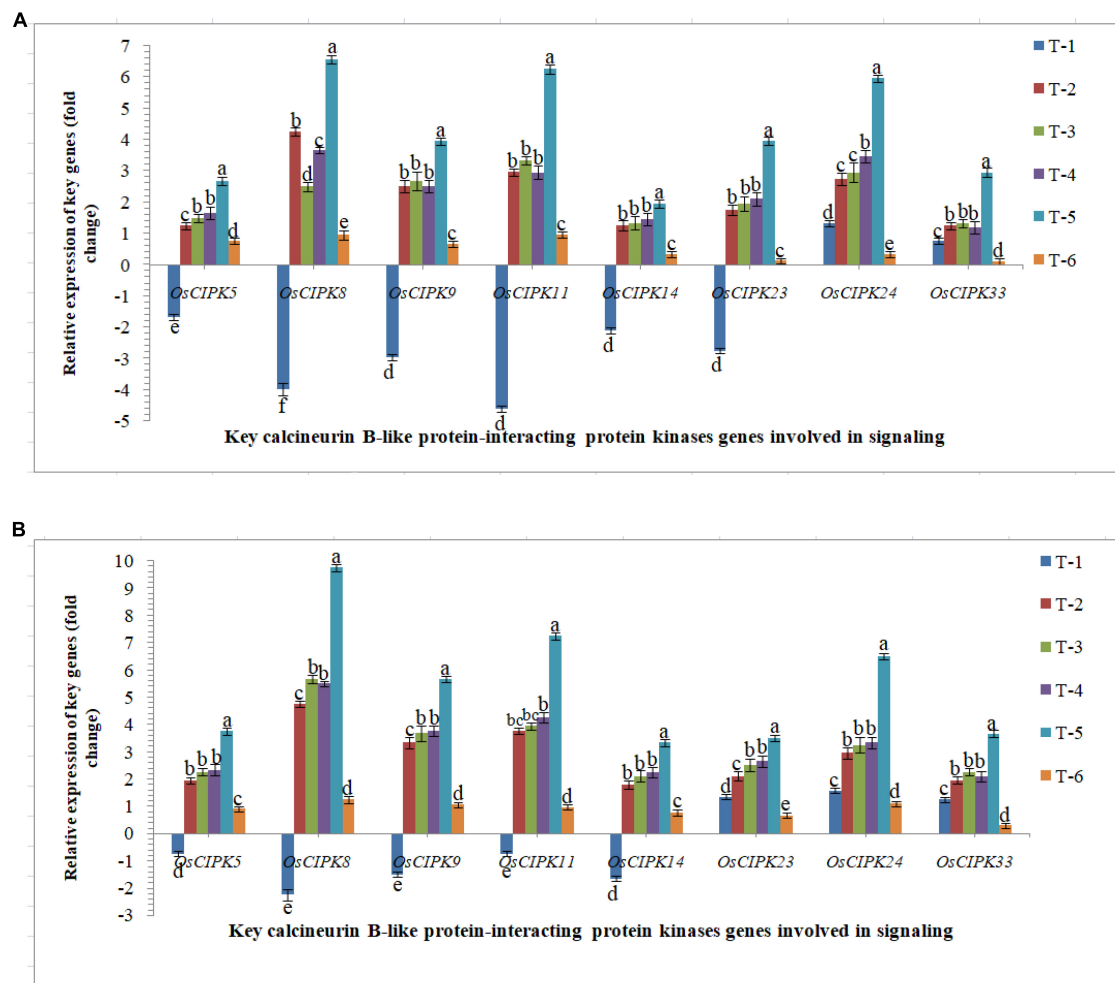 A
Relative expression of key genes (fold
change)
7
6
5
4
3
2
1
0
-1
-2
-3
-4
-5
c b b a d e
b d c a e f
b b b a c d
b b b a c d
b b b a c d
b b b a c d
d c c b a e
c b b b a d
OsCIPK5 OsCIPK8 OsCIPK9 OsCIPK11 OsCIPK14 OsCIPK23 OsCIPK24 OsCIPK33
Key calcineurin B-like protein-interacting protein kinases genes involved in signaling
T-1
T-2
T-3
T-4
T-5
T-6
B
Relative expression of key genes (fold
change)
10
9
8
7
6
5
4
3
2
1
0
-1
-2
-3
b b b a c d
c b b a d e
c b b a d e
bc bc b a d e
b b b a c d
d c b b a e
c b b b a d
c b b b a d
OsCIPK5 OsCIPK8 OsCIPK9 OsCIPK11 OsCIPK14 OsCIPK23 OsCIPK24 OsCIPK33
Key calcineurin B-like protein-interacting protein kinases genes involved in signaling
T-1
T-2
T-3
T-4
T-5
T-6